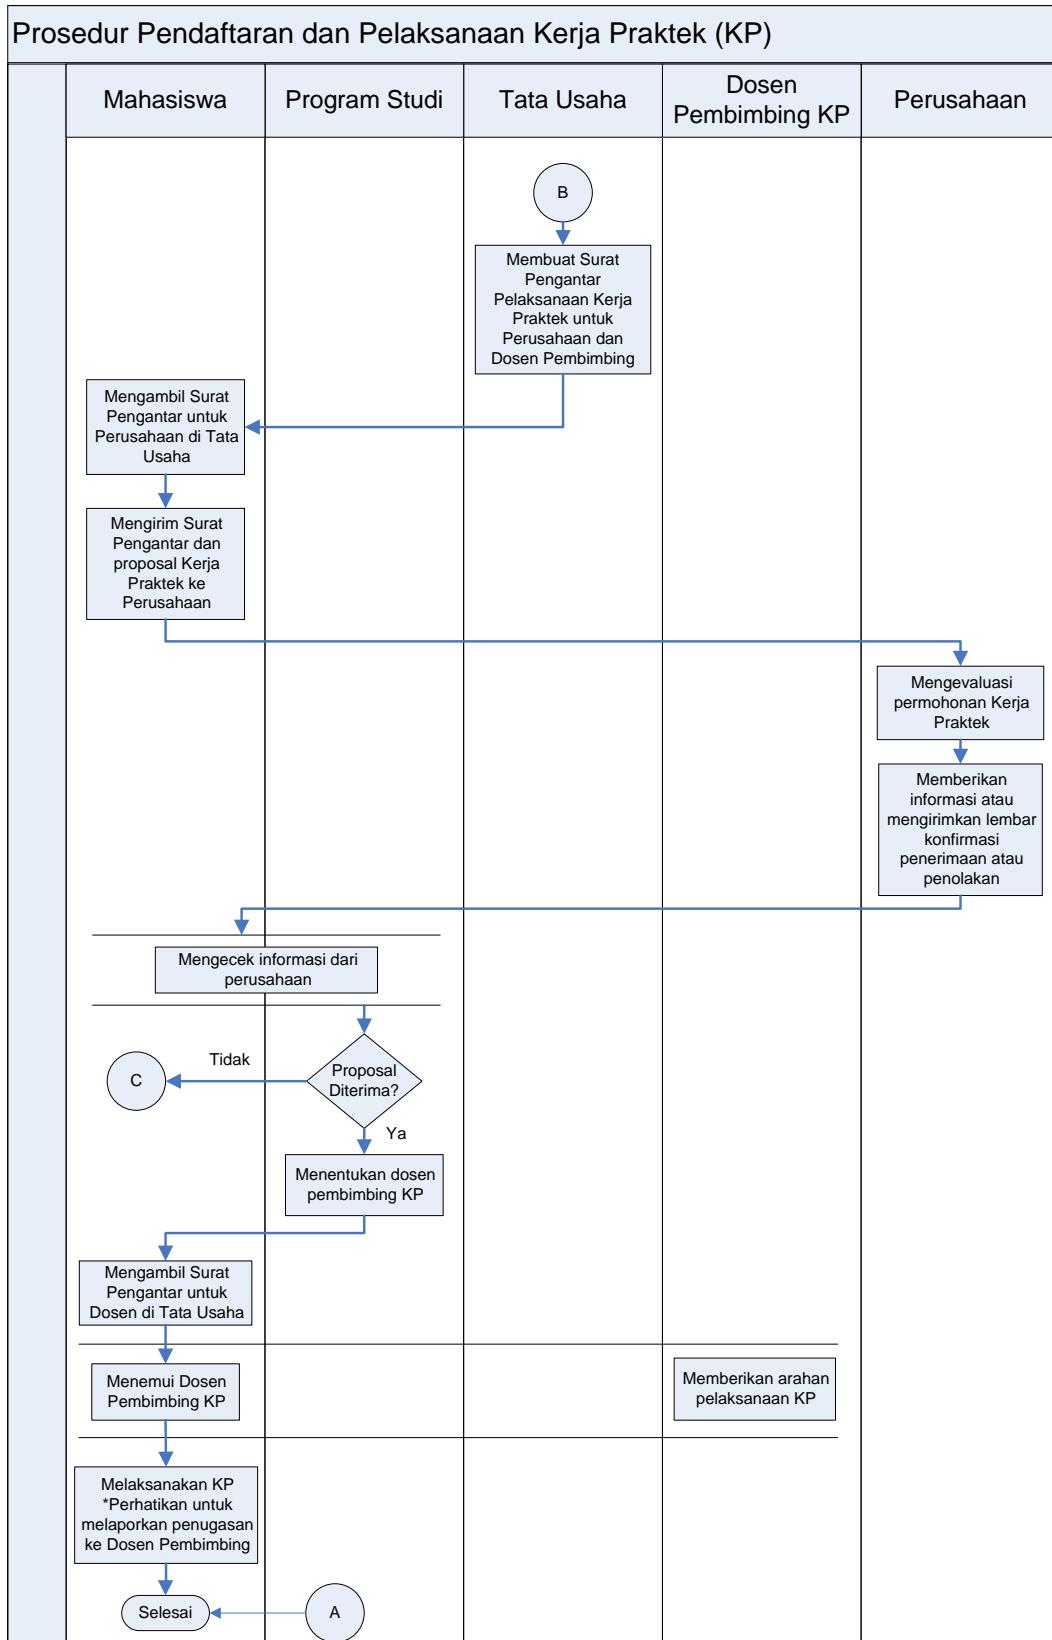 Prosedur Pendaftaran dan Pelaksanaan Kerja Praktek (KP)
Mahasiswa
Program Studi
Tata Usaha
Dosen
Pembimbing KP
Perusahaan
B
Membuat Surat
Pengantar
Pelaksanaan Kerja
Praktek untuk
Perusahaan dan
Dosen Pembimbing
Mengambil Surat
Pengantar untuk
Perusahaan di Tata
Usaha
Mengirim Surat
Pengantar dan
proposal Kerja
Praktek ke
Perusahaan
Mengevaluasi
permohonan Kerja
Praktek
Memberikan
informasi atau
mengirimkan lembar
konfirmasi
penerimaan atau
penolakan
Mengecek informasi dari
perusahaan
Proposal
Diterima?
Tidak
C
Ya
Menentukan dosen
pembimbing KP
Mengambil Surat
Pengantar untuk
Dosen di Tata Usaha
Menemui Dosen
Pembimbing KP
Memberikan arahan
pelaksanaan KP
Melaksanakan KP
*Perhatikan untuk
melaporkan penugasan
ke Dosen Pembimbing
Selesai
A